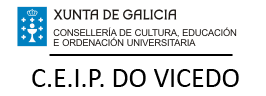 XUNTA DE GALICIA
CONSELLERÍA DE CULTURA, EDUCACIÓN
E ORDENACIÓN UNIVERSITARIA
C.E.I.P. DO VICEDO